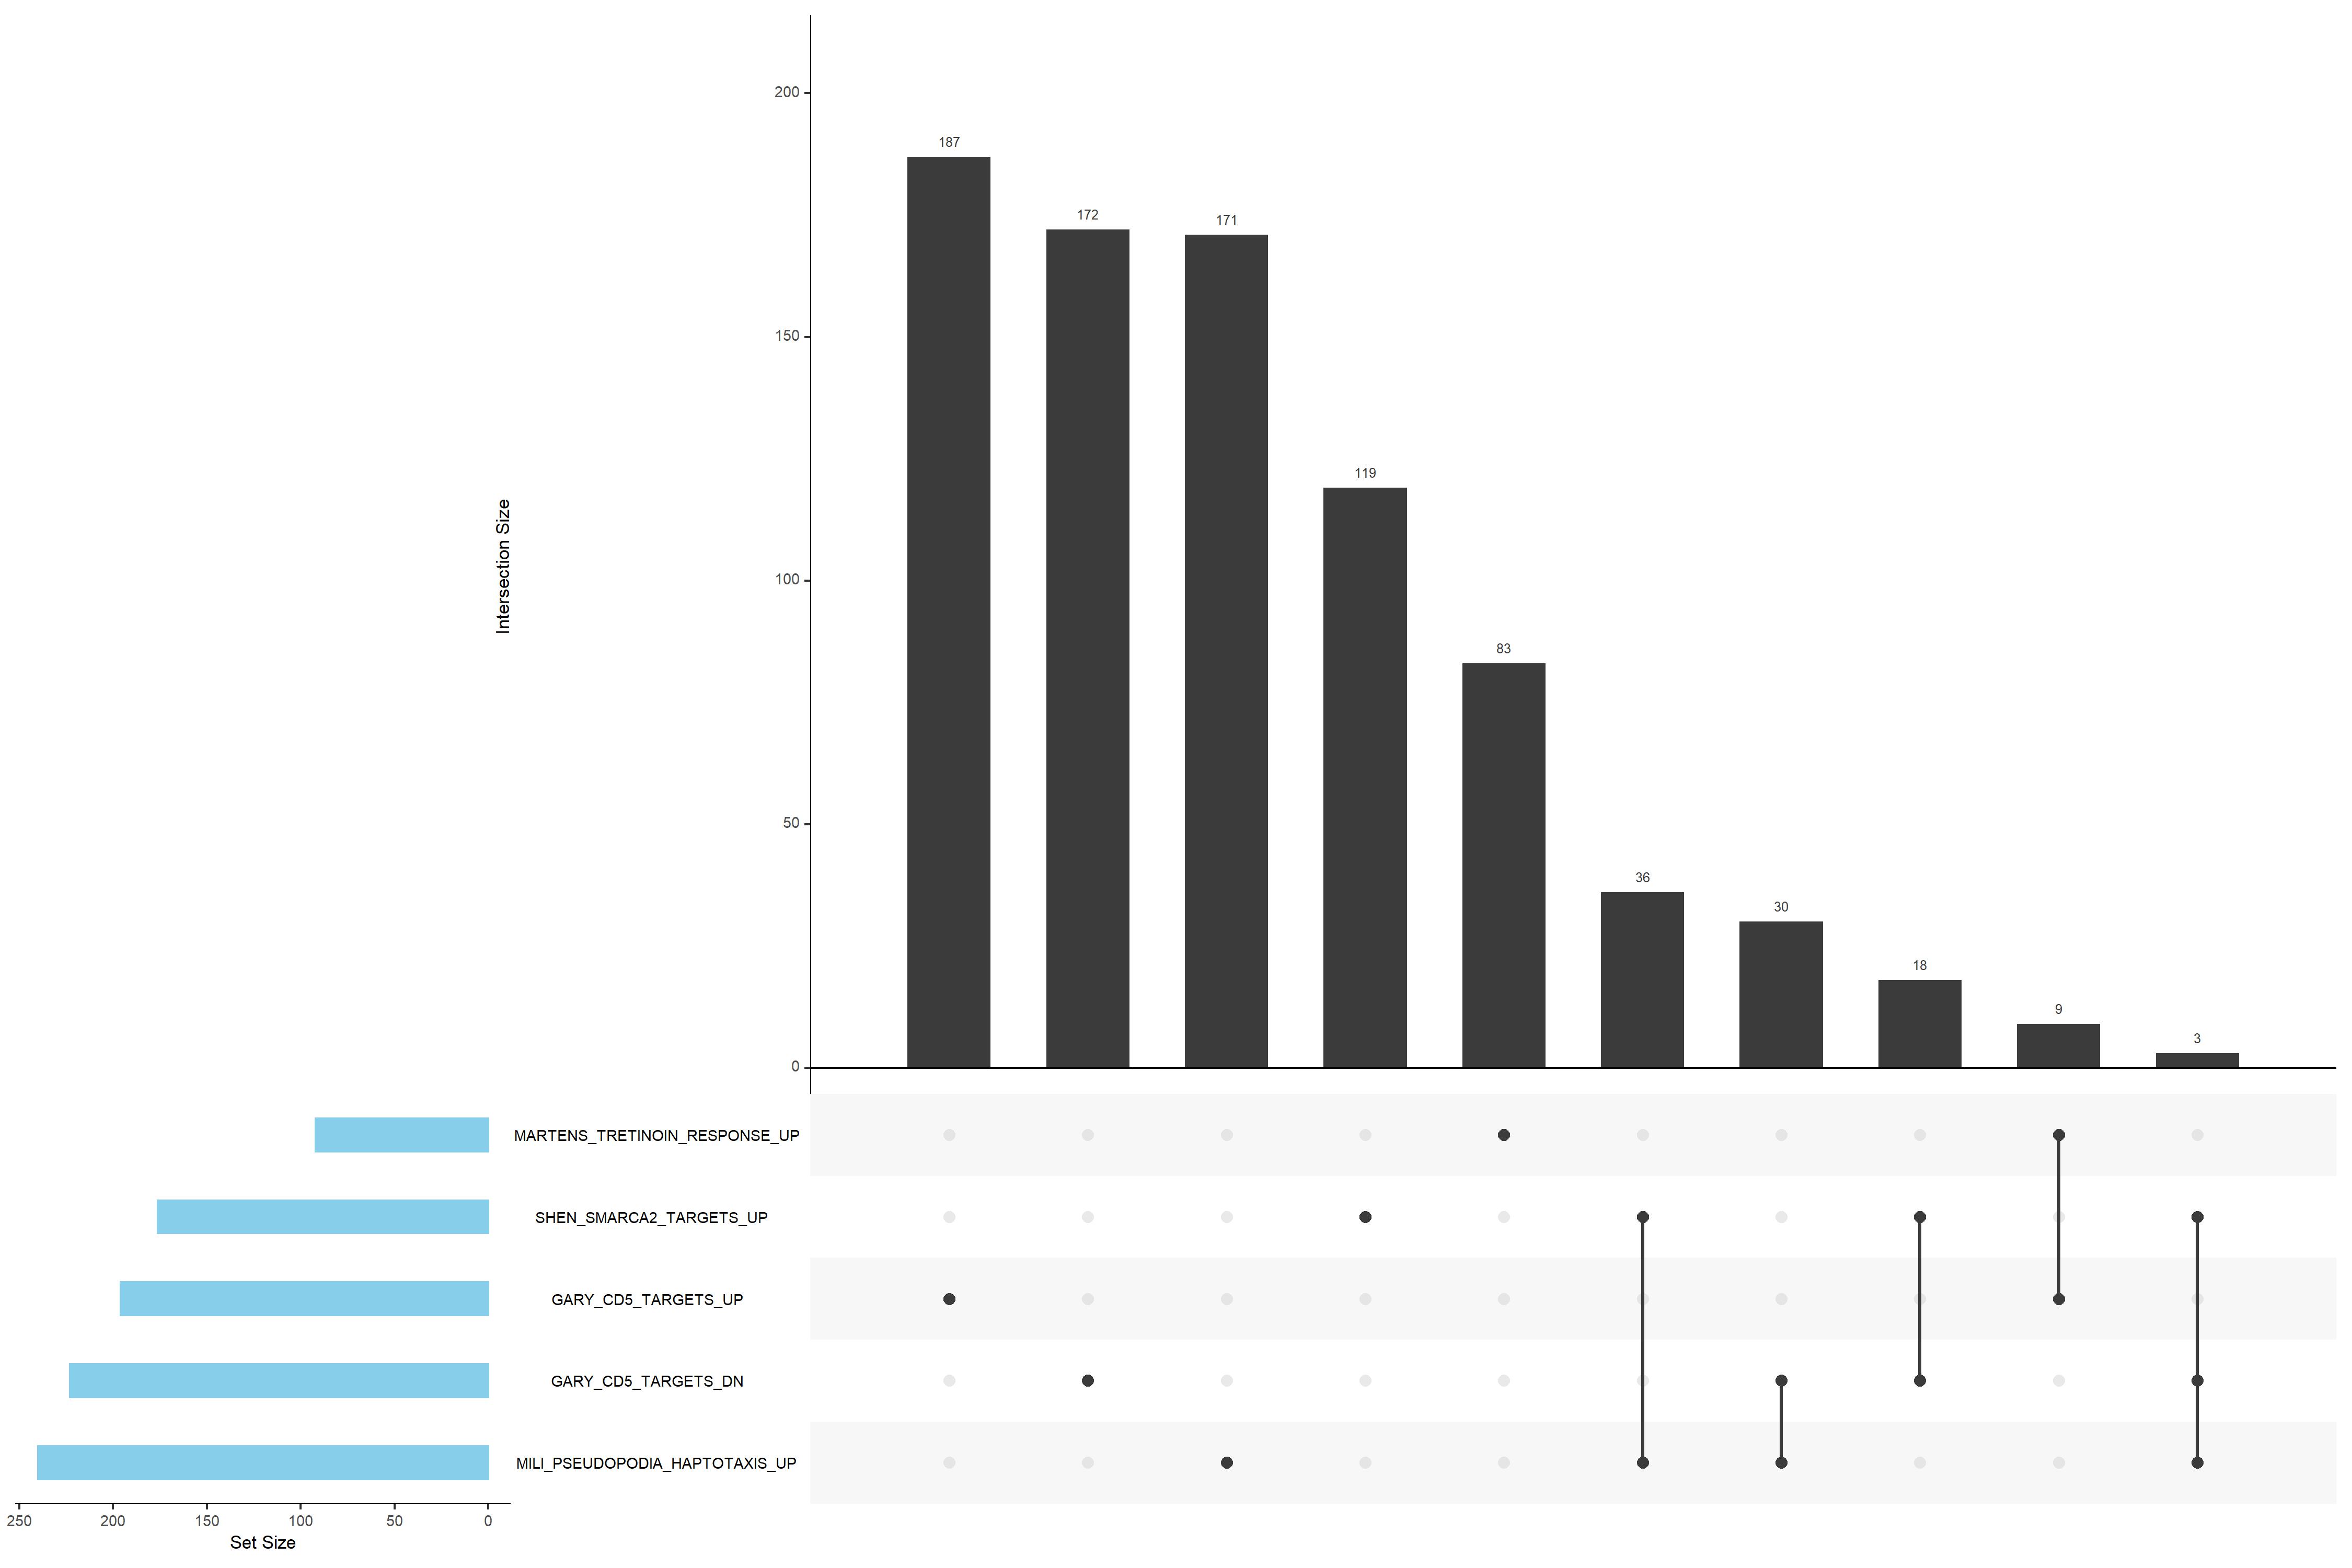 200
150
100
50
0
Intersection Size
187
172
171
119
83
36
30
18
9
3
MARTENS_TRETINOIN_RESPONSE_UP
SHEN_SMARCA2_TARGETS_UP
GARY_CD5_TARGETS_UP
GARY_CD5_TARGETS_DN
MILI_PSEUDOPODIA_HAPTOTAXIS_UP
250 200 150 100 50 0
Set Size